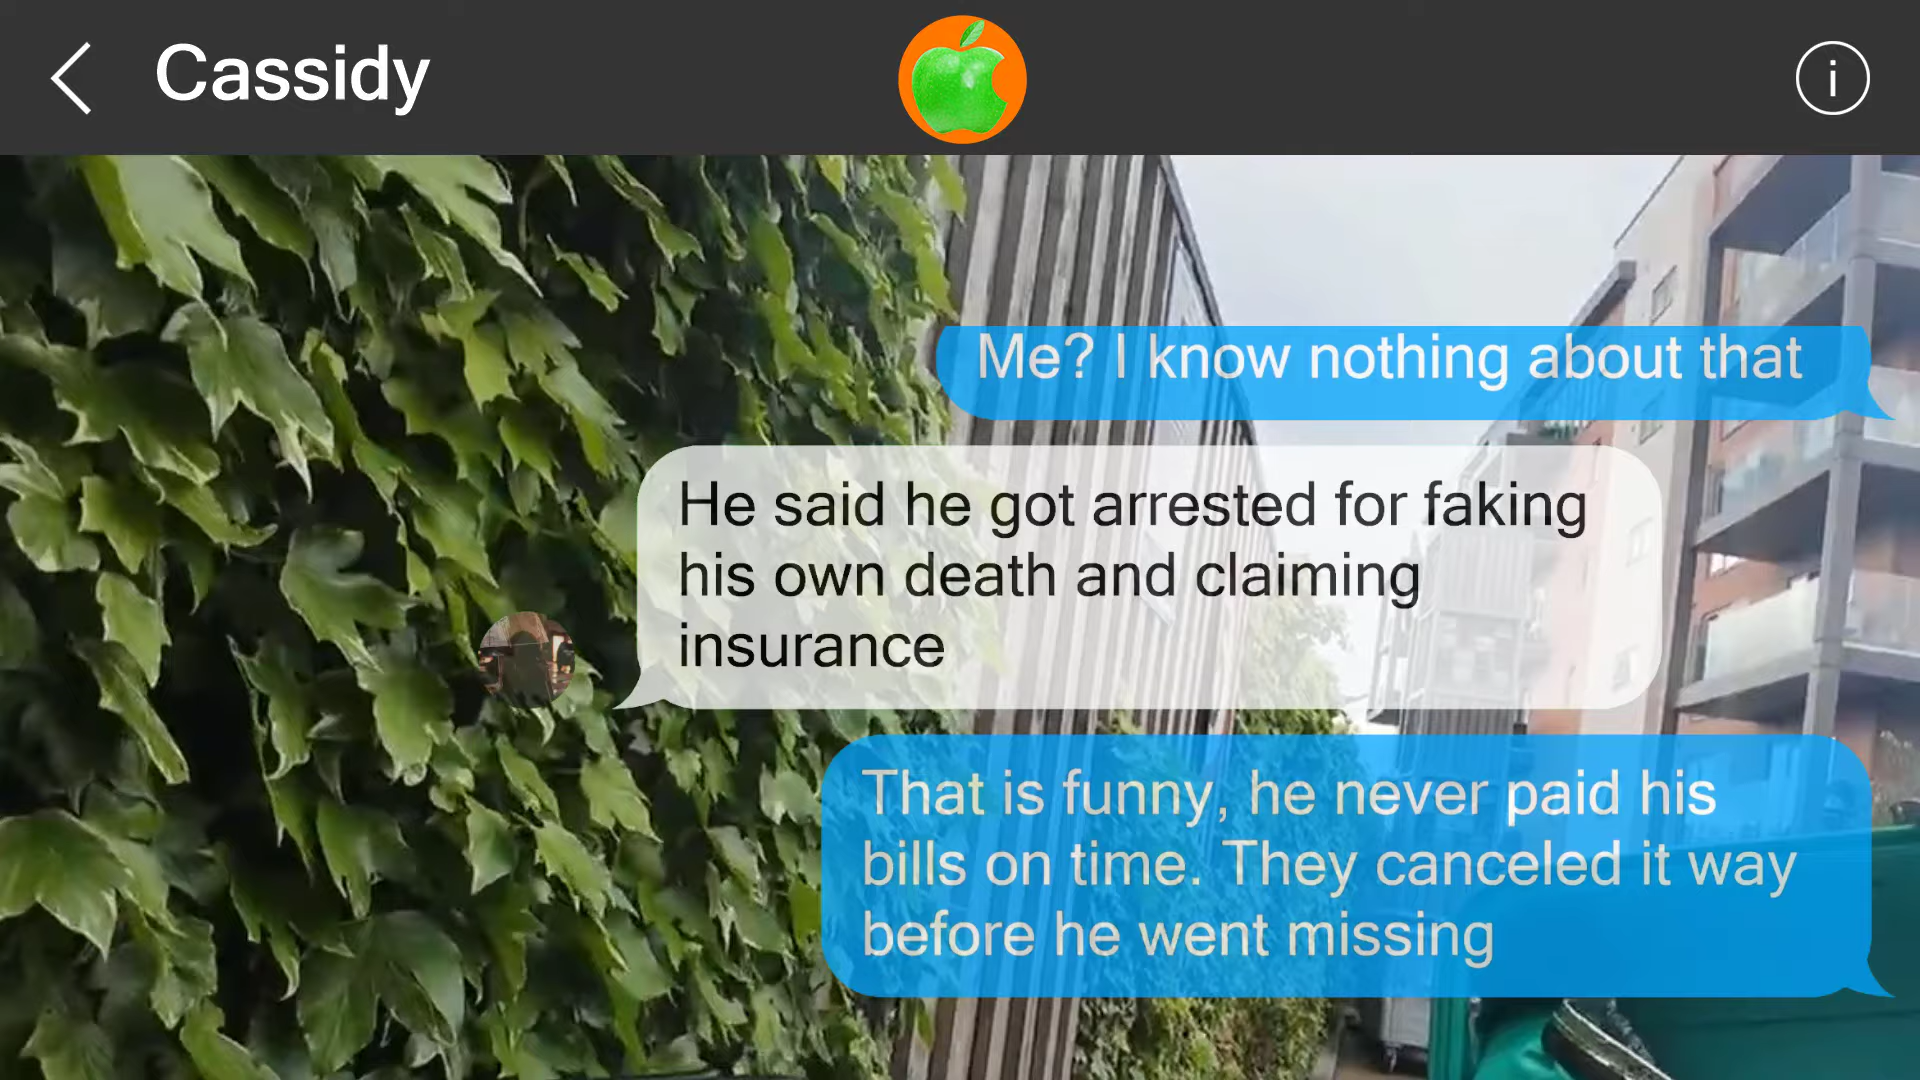 Cassidy
i
Me? I know nothing about that
He said he got arrested for faking
his own death and claiming
insurance
That is funny, he never paid his
bills on time. They canceled it way
before he went missing